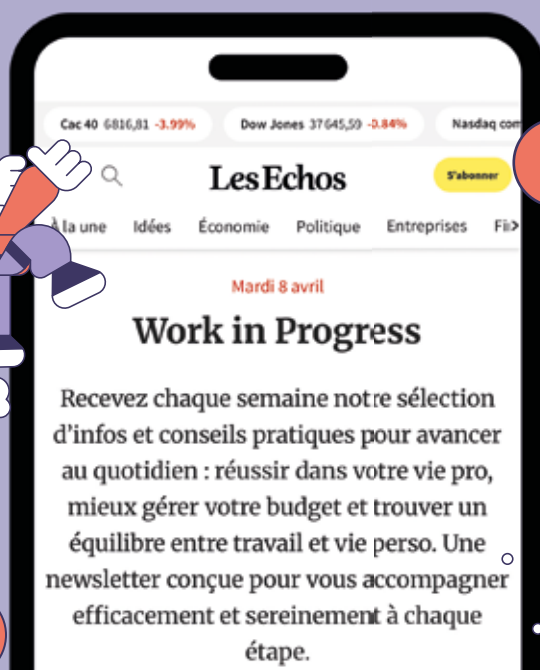 Cac 40 6816,81 -3.99% Dow Jones 37645,59 -0.84% Nasdaq com
Les Echos S'abonner
À la une Idées Économie Politique Entreprises Fi
Mardi 8 avril
Work in Progress
Recevez chaque semaine notre sélection
d'infos et conseils pratiques pour avancer
au quotidien : réussir dans votre vie pro,
mieux gérer votre budget et trouver un
équilibre entre travail et vie perso. Une
newsletter conçue pour vous accompagner
efficacement et sereinement à chaque
étape.